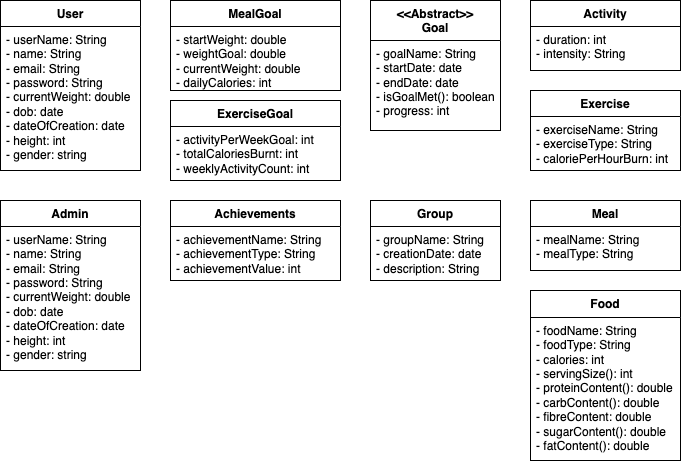 User
- userName: String
- name: String
- email: String
- password: String
- currentWeight: double
- dob: date
- dateOfCreation: date
- height: int
- gender: string
MealGoal
- startWeight: double
- weightGoal: double
- currentWeight: double
- dailyCalories: int
ExerciseGoal
- activityPerWeekGoal: int
- totalCaloriesBurnt: int
- weeklyActivityCount: int
<<Abstract>>
Goal
- goalName: String
- startDate: date
- endDate: date
- isGoalMet(): boolean
- progress: int
Activity
- duration: int
- intensity: String
Exercise
- exerciseName: String
- exerciseType: String
- caloriePerHourBurn: int
Admin
- userName: String
- name: String
- email: String
- password: String
- currentWeight: double
- dob: date
- dateOfCreation: date
- height: int
- gender: string
Achievements
- achievementName: String
- achievementType: String
- achievementValue: int
Group
- groupName: String
- creationDate: date
- description: String
Meal
- mealName: String
- mealType: String
Food
- foodName: String
- foodType: String
- calories: int
- servingSize(): int
- proteinContent(): double
- carbContent(): double
- fibreContent: double
- sugarContent(): double
- fatContent(): double